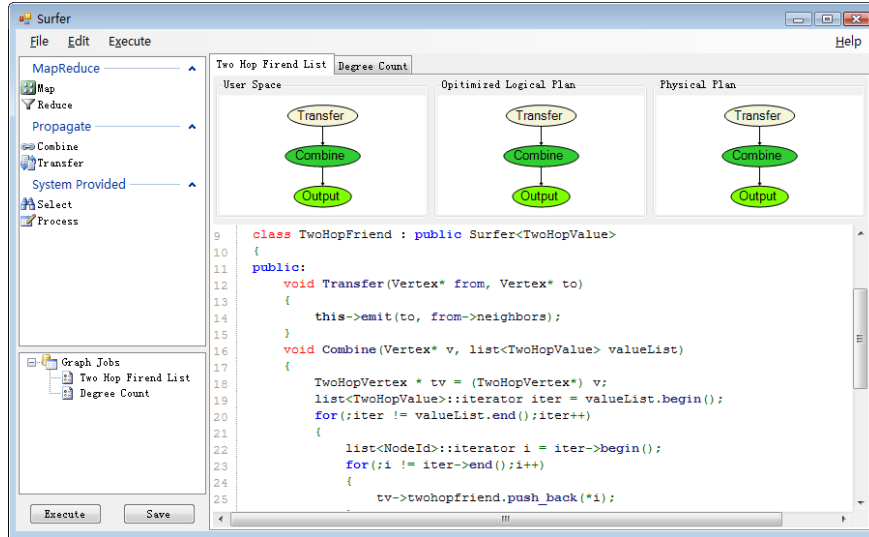 Surfer
File Edit Execute Help
MapReduce
Map
Reduce
Propagate
Combine
Transfer
System Provided
Select
Process
Graph Jobs
Two Hop Firend List
Degree Count
Execute Save
Two Hop Firend List Degree Count
User Space
Transfer
Combine
Output
Opitimized Logical Plan
Transfer
Combine
Output
Physical Plan
Transfer
Combine
Output
9 class TwoHopFriend : public Surfer<TwoHopValue>
10 {
11 public:
12 void Transfer(Vertex* from, Vertex* to)
13 {
14 this->emit(to, from->neighbors);
15 }
16 void Combine(Vertex* v, list<TwoHopValue> valueList)
17 {
18 TwoHopVertex * tv = (TwoHopVertex*) v;
19 list<TwoHopValue>::iterator iter = valueList.begin();
20 for(;iter != valueList.end();iter++)
21 {
22 list<NodeId>::iterator i = iter->begin();
23 for(;i != iter->end();i++)
24 {
25 tv->twohopfriend.push_back(*i);